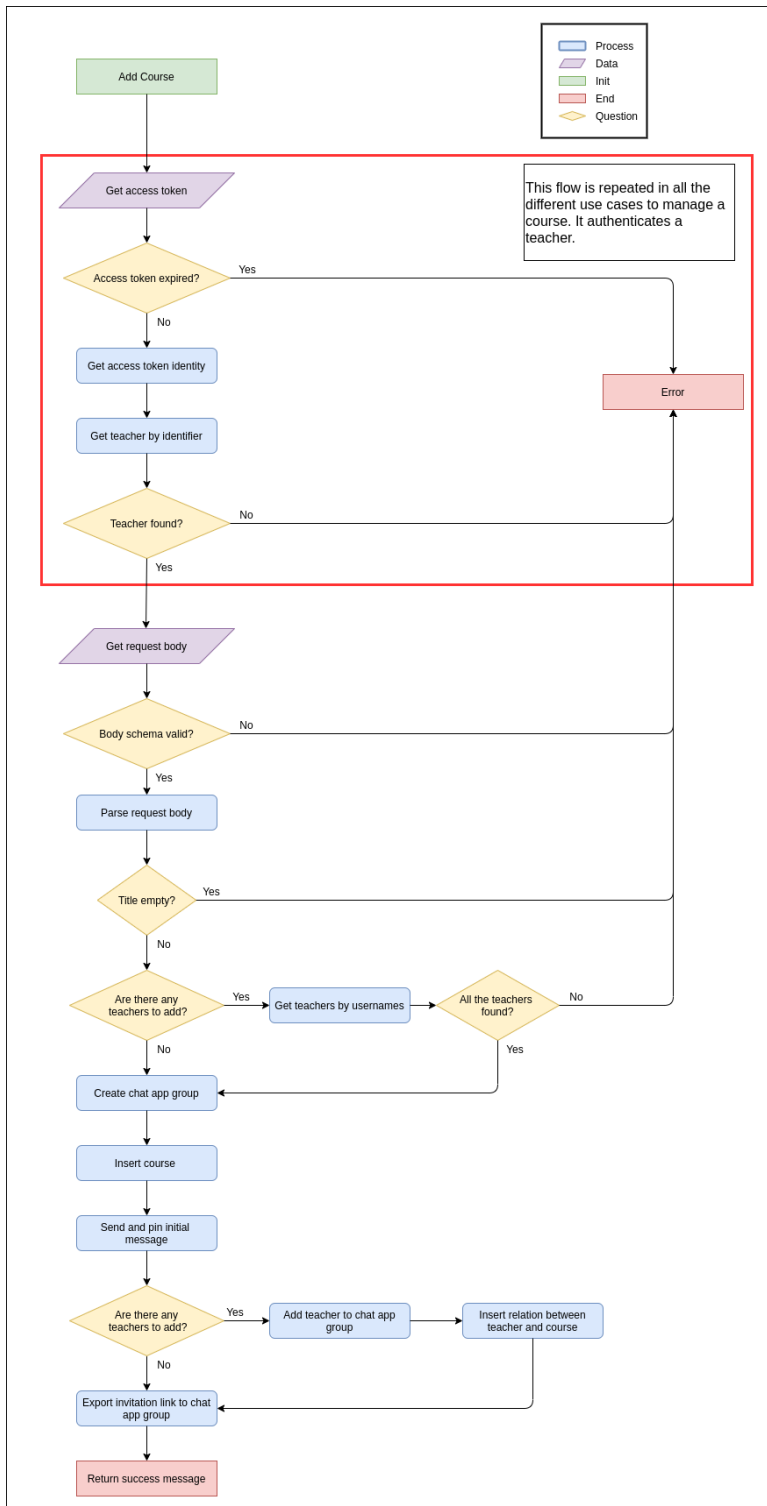 Process
Data
Init
End
Question
Add Course
This flow is repeated in all the
different use cases to manage a
course. It authenticates a
teacher.
Get access token
Access token expired?
Yes
No
Get access token identity
Error
Get teacher by identifier
Teacher found?
No
Yes
Get request body
Body schema valid?
No
Yes
Parse request body
Title empty?
Yes
No
Are there any
teachers to add?
Yes
Get teachers by usernames
All the teachers
found?
No
No
Yes
Create chat app group
Insert course
Send and pin initial
message
Are there any
teachers to add?
Yes
Add teacher to chat app
group
Insert relation between
teacher and course
No
Export invitation link to chat
app group
Return success message